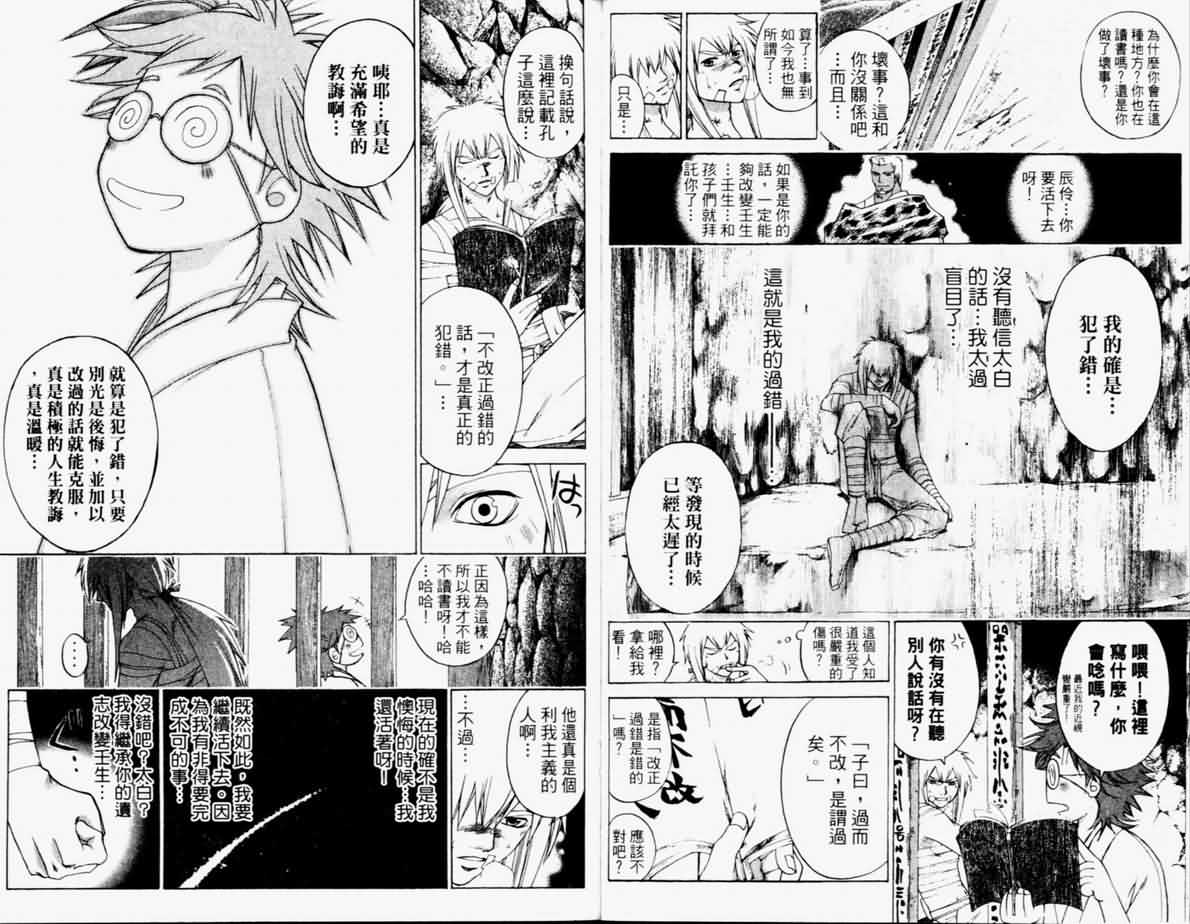 為什麼你會在這
種地方？你也在
讀書嗎？還是你
做了壞事？
壞事？這和
你沒關係吧
…而且…
算了…事到
如今我也無
所謂了…
只是…
辰伶…你
要活下去
呀！
如果是你的
話，一定能
夠改變壬生
…壬生…和
孩子們就拜
託你了…
我的確是…
犯了錯…
沒有聽信太白
的話…我太過
盲目了…
這就是我的過錯……
等發現的時候
已經太遲了…
喂喂！這裡
寫什麼，你
會唸嗎？
最近我的近視
變嚴重了！
你有沒有在聽
別人說話呀？
這個人知
道我受了
很嚴重的
傷嗎？
哪裡？
拿給我
看！
「子曰，過而
不改，是謂過
矣。」
而不改
是指「改正
過錯是錯的
」嗎？
應該不
對吧？
換句話說，
這裡記載孔
子這麼說…
「不改正過錯的
話，才是真正的
犯錯。」
はっ
咦耶…真是
充滿希望的
教誨啊…
就算是犯了錯，只要
別光是後悔，並加以
改過的話就能克服，
真是積極的人生教誨
，真是溫暖…
正因為這樣，
所以我才不能
不讀書呀！哈
…哈哈！
……
他還真是個
利我主義的
人啊…
…不過…
現在的確不是我
懊悔的時候…我
還活著呀！
既然如此，我要
繼續活下去。因
為我有非得要完
成不可的事…
沒錯吧？太白？
我得繼承你的遺
志改變壬生…